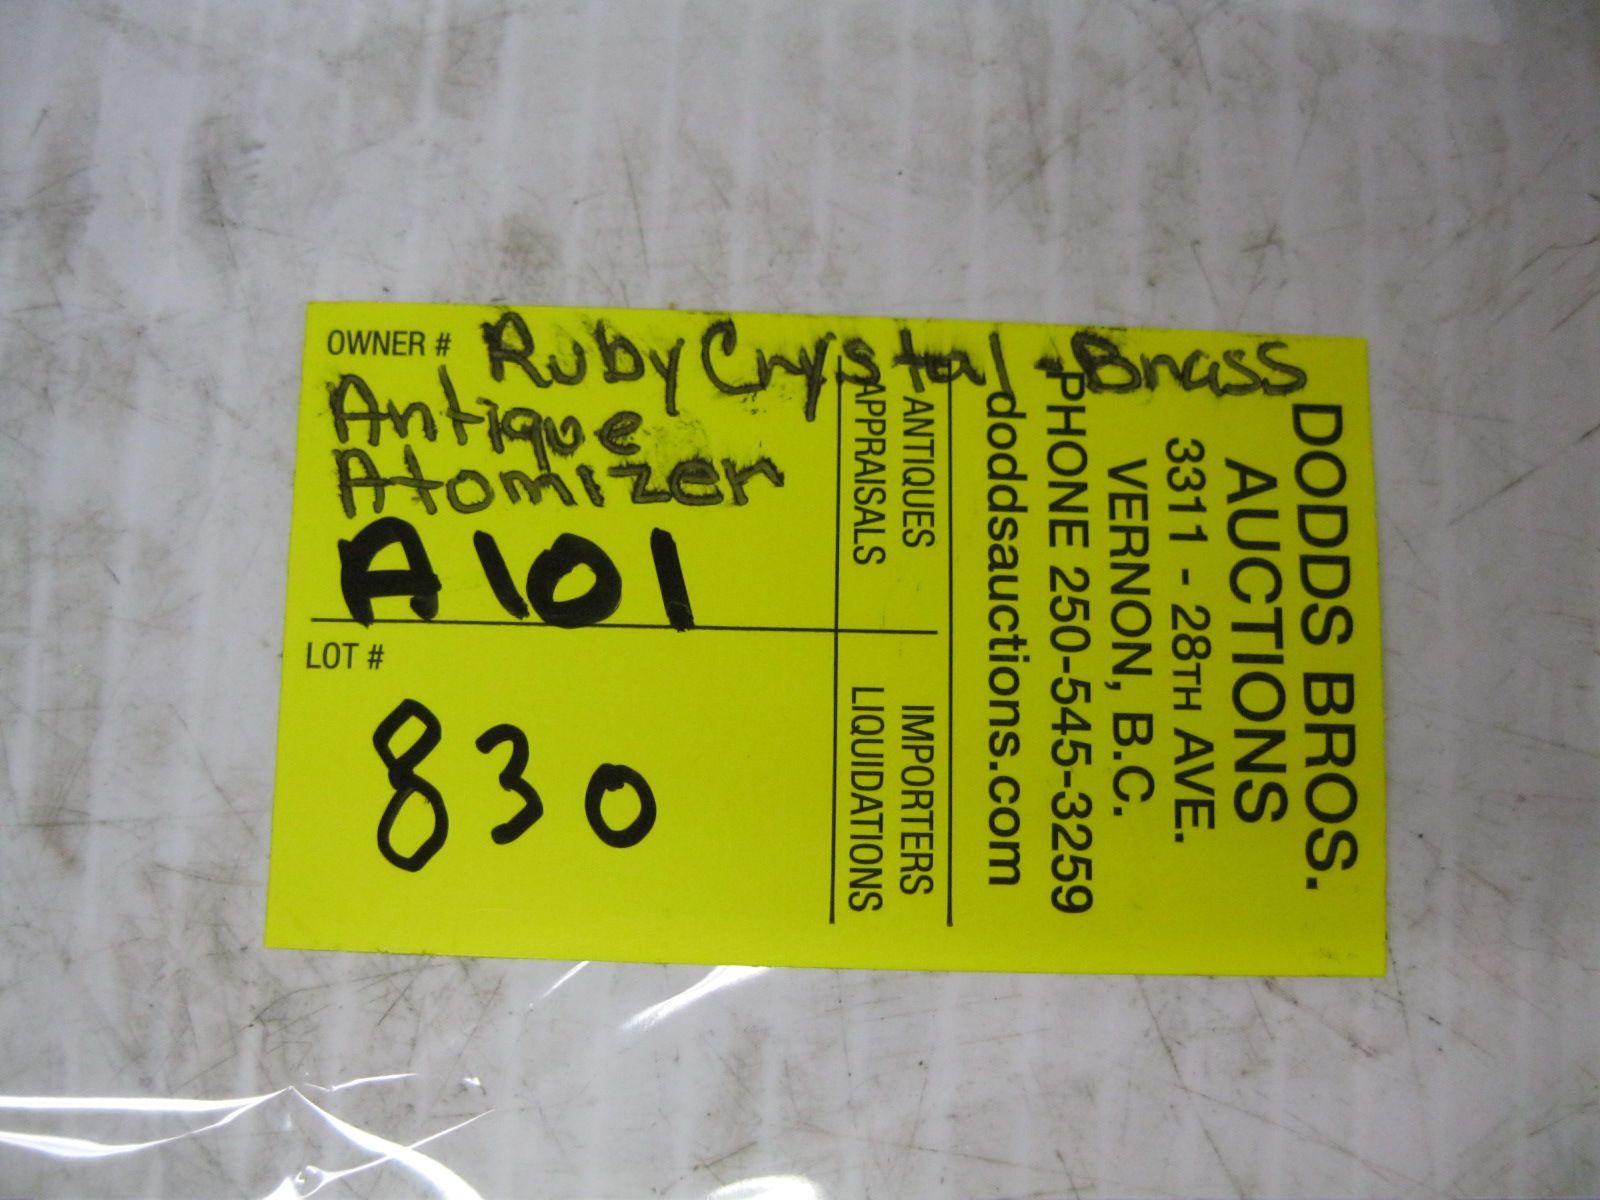 OWNER # Ruby Crystal Brass
Antique
Atomizer
A101
LOT #
830
DODDS BROS.
AUCTIONS
3311 - 28TH AVE.
VERNON, B.C.
PHONE 250-545-3259
doddsauctions.com
ANTIQUES IMPORTERS
APPRAISALS LIQUIDATIONS